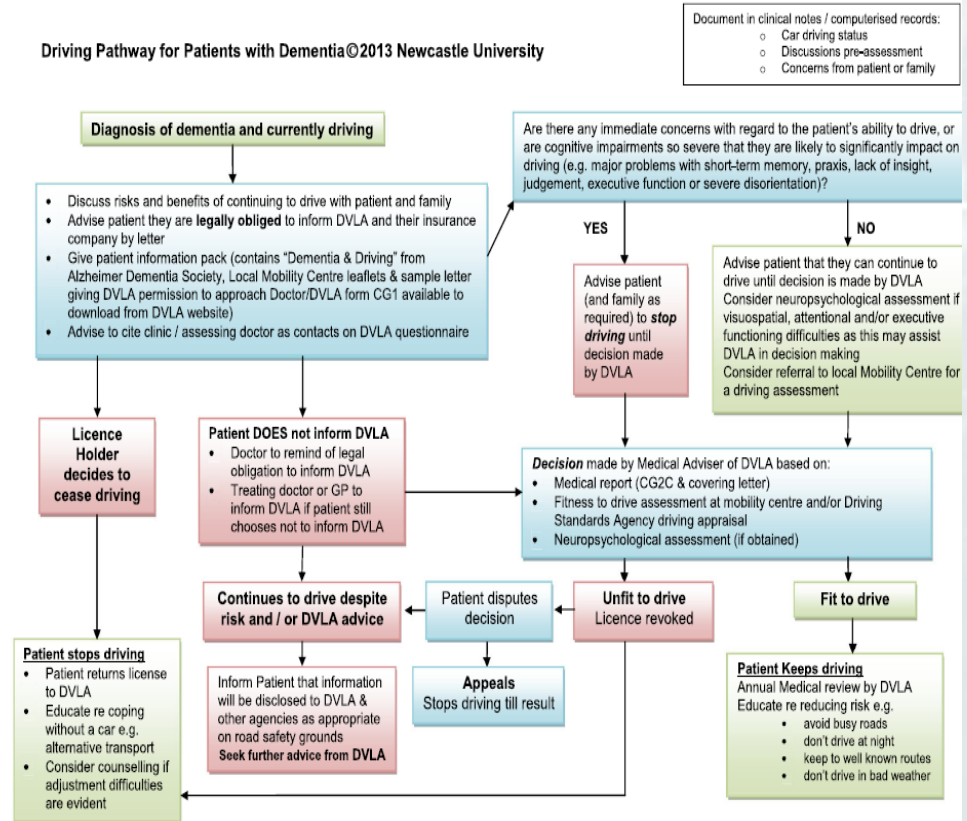 Document in clinical notes / computerised records:
o Car driving status
o Discussions pre-assessment
o Concerns from patient or family
Driving Pathway for Patients with Dementia©2013 Newcastle University
Diagnosis of dementia and currently driving
Are there any immediate concerns with regard to the patient's ability to drive, or
are cognitive impairments so severe that they are likely to significantly impact on
driving (e.g. major problems with short-term memory, praxis, lack of insight,
judgement, executive function or severe disorientation)?
• Discuss risks and benefits of continuing to drive with patient and family
• Advise patient they are legally obliged to inform DVLA and their insurance
company by letter
• Give patient information pack (contains "Dementia & Driving" from
Alzheimer Dementia Society, Local Mobility Centre leaflets & sample letter
giving DVLA permission to approach Doctor/DVLA form CG1 available to
download from DVLA website)
• Advise to cite clinic / assessing doctor as contacts on DVLA questionnaire
YES
NO
Advise patient
(and family as
required) to stop
driving until
decision made
by DVLA
Advise patient that they can continue to
drive until decision is made by DVLA
Consider neuropsychological assessment if
visuospatial, attentional and/or executive
functioning difficulties as this may assist
DVLA in decision making
Consider referral to local Mobility Centre for
a driving assessment
Licence
Holder
decides to
cease driving
Patient DOES not inform DVLA
• Doctor to remind of legal
obligation to inform DVLA
• Treating doctor or GP to
inform DVLA if patient still
chooses not to inform DVLA
Decision made by Medical Adviser of DVLA based on:
• Medical report (CG2C & covering letter)
• Fitness to drive assessment at mobility centre and/or Driving
Standards Agency driving appraisal
• Neuropsychological assessment (if obtained)
Continues to drive despite
risk and / or DVLA advice
Patient disputes
decision
Unfit to drive
Licence revoked
Fit to drive
Patient stops driving
• Patient returns license
to DVLA
• Educate re coping
without a car e.g.
alternative transport
• Consider counselling if
adjustment difficulties
are evident
Inform Patient that information
will be disclosed to DVLA &
other agencies as appropriate
on road safety grounds
Seek further advice from DVLA
Appeals
Stops driving till result
Patient Keeps driving
Annual Medical review by DVLA
Educate re reducing risk e.g.
• avoid busy roads
• don't drive at night
• keep to well known routes
• don't drive in bad weather